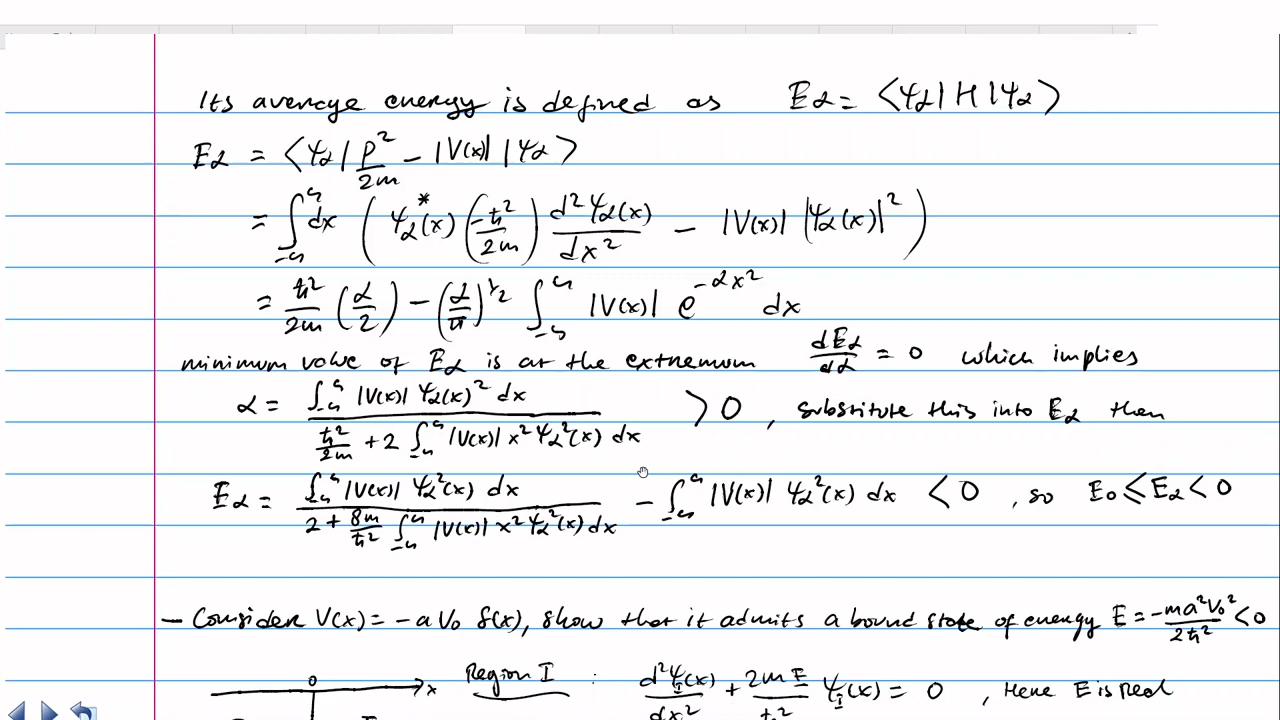 Its average energy is defined as Eα = ⟨Ψα| H |Ψα⟩
Eα = ⟨Ψα| P²/2m - |V(x)| |Ψα⟩
= ∫_{-∞}^{∞} dx ( Ψα*(x) (-ħ²/2m) d²Ψα(x)/dx² - |V(x)| |Ψα(x)|² )
= ħ²/2m (α/2) - (α/π)^{1/2} ∫_{-∞}^{∞} |V(x)| e^{-αx²} dx
minimum value of Eα is at the extremum dEα/dα = 0 which implies
α = ∫_{-∞}^{∞} |V(x)| Ψα(x)² dx / (ħ²/2m + 2 ∫_{-∞}^{∞} |V(x)| x² Ψα²(x) dx) > 0, substitute this into Eα then
Eα = ∫_{-∞}^{∞} |V(x)| Ψα²(x) dx / (2 + 8m/ħ² ∫_{-∞}^{∞} |V(x)| x² Ψα²(x) dx) - ∫_{-∞}^{∞} |V(x)| Ψα²(x) dx < 0, so E₀ ≤ Eα < 0
- Consider V(x) = -aV₀ δ(x), show that it admits a bound state of energy E = -ma²V₀²/2ħ² < 0
0 x Region I : d²Ψ_I(x)/dx² + 2mE/ħ² Ψ_I(x) = 0, Here E is Real